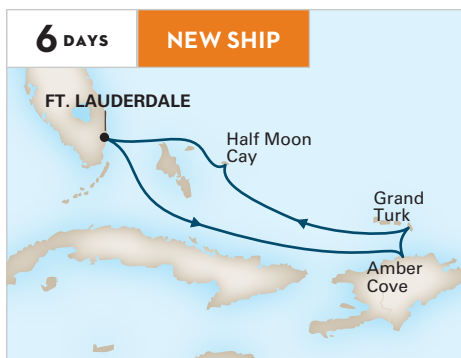 6 DAYS
NEW SHIP
FT. LAUDERDALE
Half Moon
Cay
Grand
Turk
Amber
Cove